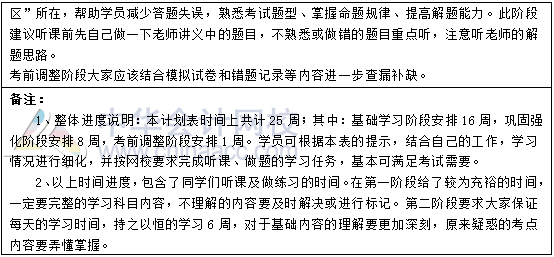 区”所在，帮助学员减少答题失误，熟悉考试题型、掌握命题规律、提高解题能力。此阶段
建议听课前先自己做一下老师讲义中的题目，不熟悉或做错的题目重点听，注意听老师的解
题思路。
考前调整阶段大家应该结合模拟试卷和错题记录等内容进一步查漏补缺。
备注：
1、整体进度说明：本计划表时间上共计 25 周；其中：基础学习阶段安排 16 周，巩固强
化阶段安排 8 周，考前调整阶段安排 1 周。学员可根据本表的提示，结合自己的工作，学习
情况进行细化，并按网校要求完成听课、做题的学习任务，基本可满足考试需要。
2、以上时间进度，包含了同学们听课及做练习的时间。在第一阶段给了较为充裕的时间，
一定要完整的学习科目内容，不理解的内容要及时解决或进行标记。第二阶段要求大家保证
每天的学习时间，持之以恒的学习 6 周，对于基础内容的理解要更加深刻，原来疑惑的考点
内容要弄懂掌握。
中华会计网校
www.chinaacc.com